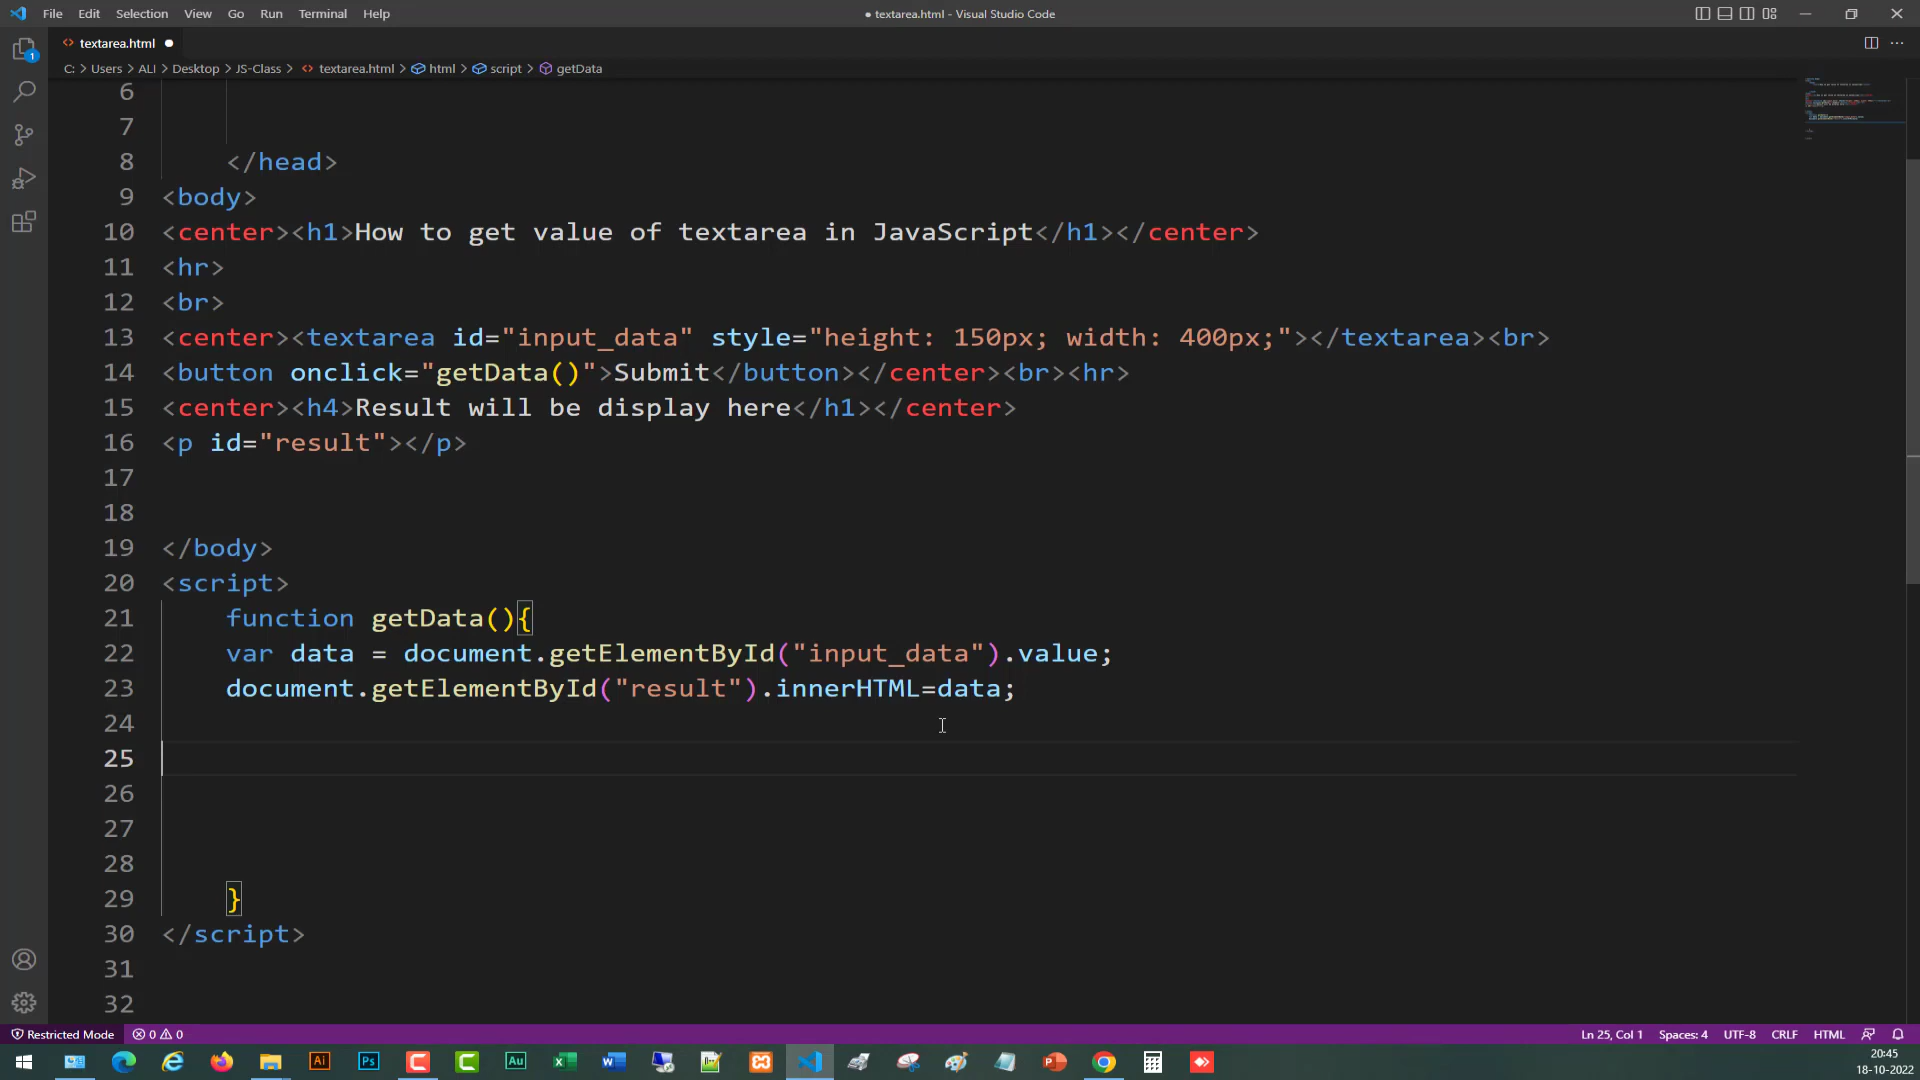 File Edit Selection View Go Run Terminal Help ● textarea.html - Visual Studio Code
<> textarea.html ●
C: > Users > ALI > Desktop > JS-Class > <> textarea.html > html > script > getData
1
6
7
8 </head>
9 <body>
10 <center><h1>How to get value of textarea in JavaScript</h1></center>
11 <hr>
12 <br>
13 <center><textarea id="input_data" style="height: 150px; width: 400px;"></textarea><br>
14 <button onclick="getData()">Submit</button></center><br><hr>
15 <center><h4>Result will be display here</h1></center>
16 <p id="result"></p>
17
18
19 </body>
20 <script>
21 function getData(){
22 var data = document.getElementById("input_data").value;
23 document.getElementById("result").innerHTML=data;
24
25
26
27
28
29 }
30 </script>
31
32
Restricted Mode 0 0 Ln 25, Col 1 Spaces: 4 UTF-8 CRLF HTML
Ai Ps Au
20:45
18-10-2022